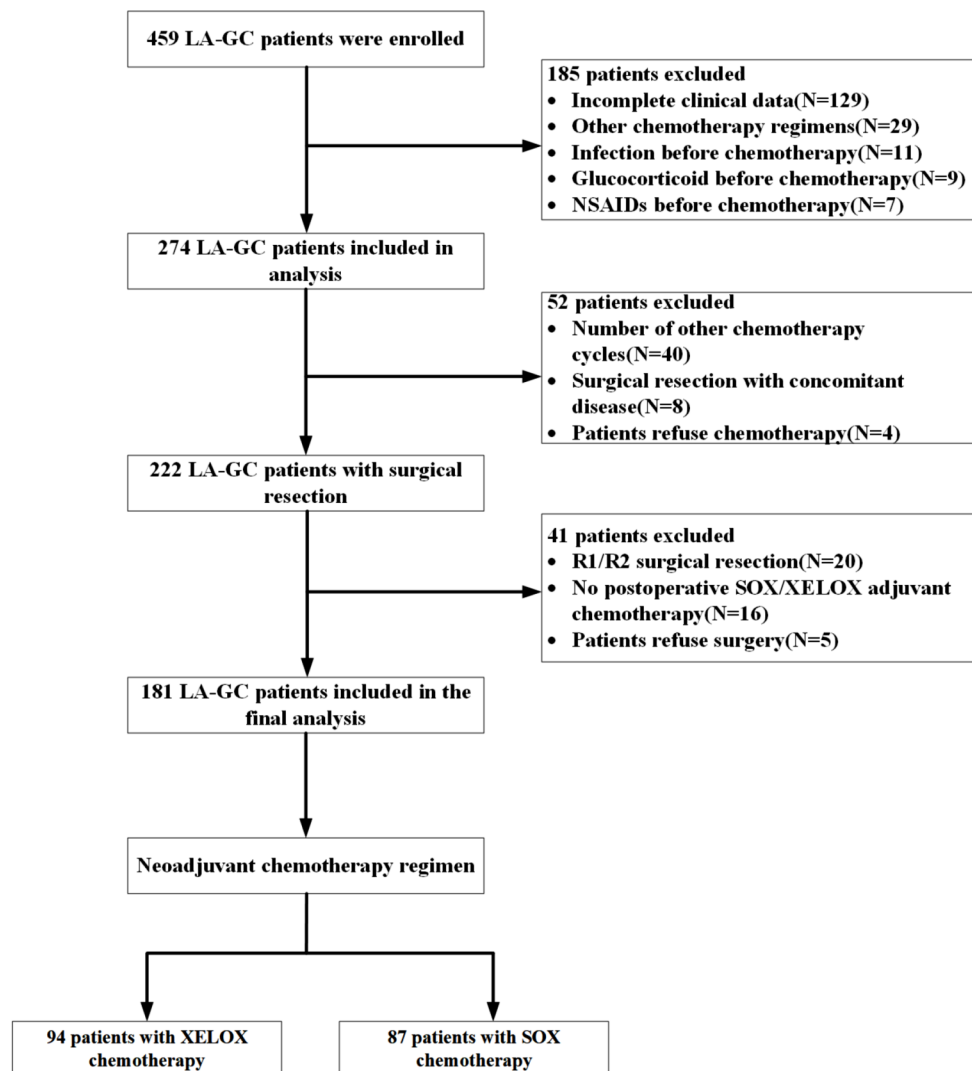 459 LA-GC patients were enrolled
185 patients excluded
• Incomplete clinical data(N=129)
• Other chemotherapy regimens(N=29)
• Infection before chemotherapy(N=11)
• Glucocorticoid before chemotherapy(N=9)
• NSAIDs before chemotherapy(N=7)
274 LA-GC patients included in
analysis
52 patients excluded
• Number of other chemotherapy
cycles(N=40)
• Surgical resection with concomitant
disease(N=8)
• Patients refuse chemotherapy(N=4)
222 LA-GC patients with surgical
resection
41 patients excluded
• R1/R2 surgical resection(N=20)
• No postoperative SOX/XELOX adjuvant
chemotherapy(N=16)
• Patients refuse surgery(N=5)
181 LA-GC patients included in the
final analysis
Neoadjuvant chemotherapy regimen
94 patients with XELOX
chemotherapy
87 patients with SOX
chemotherapy